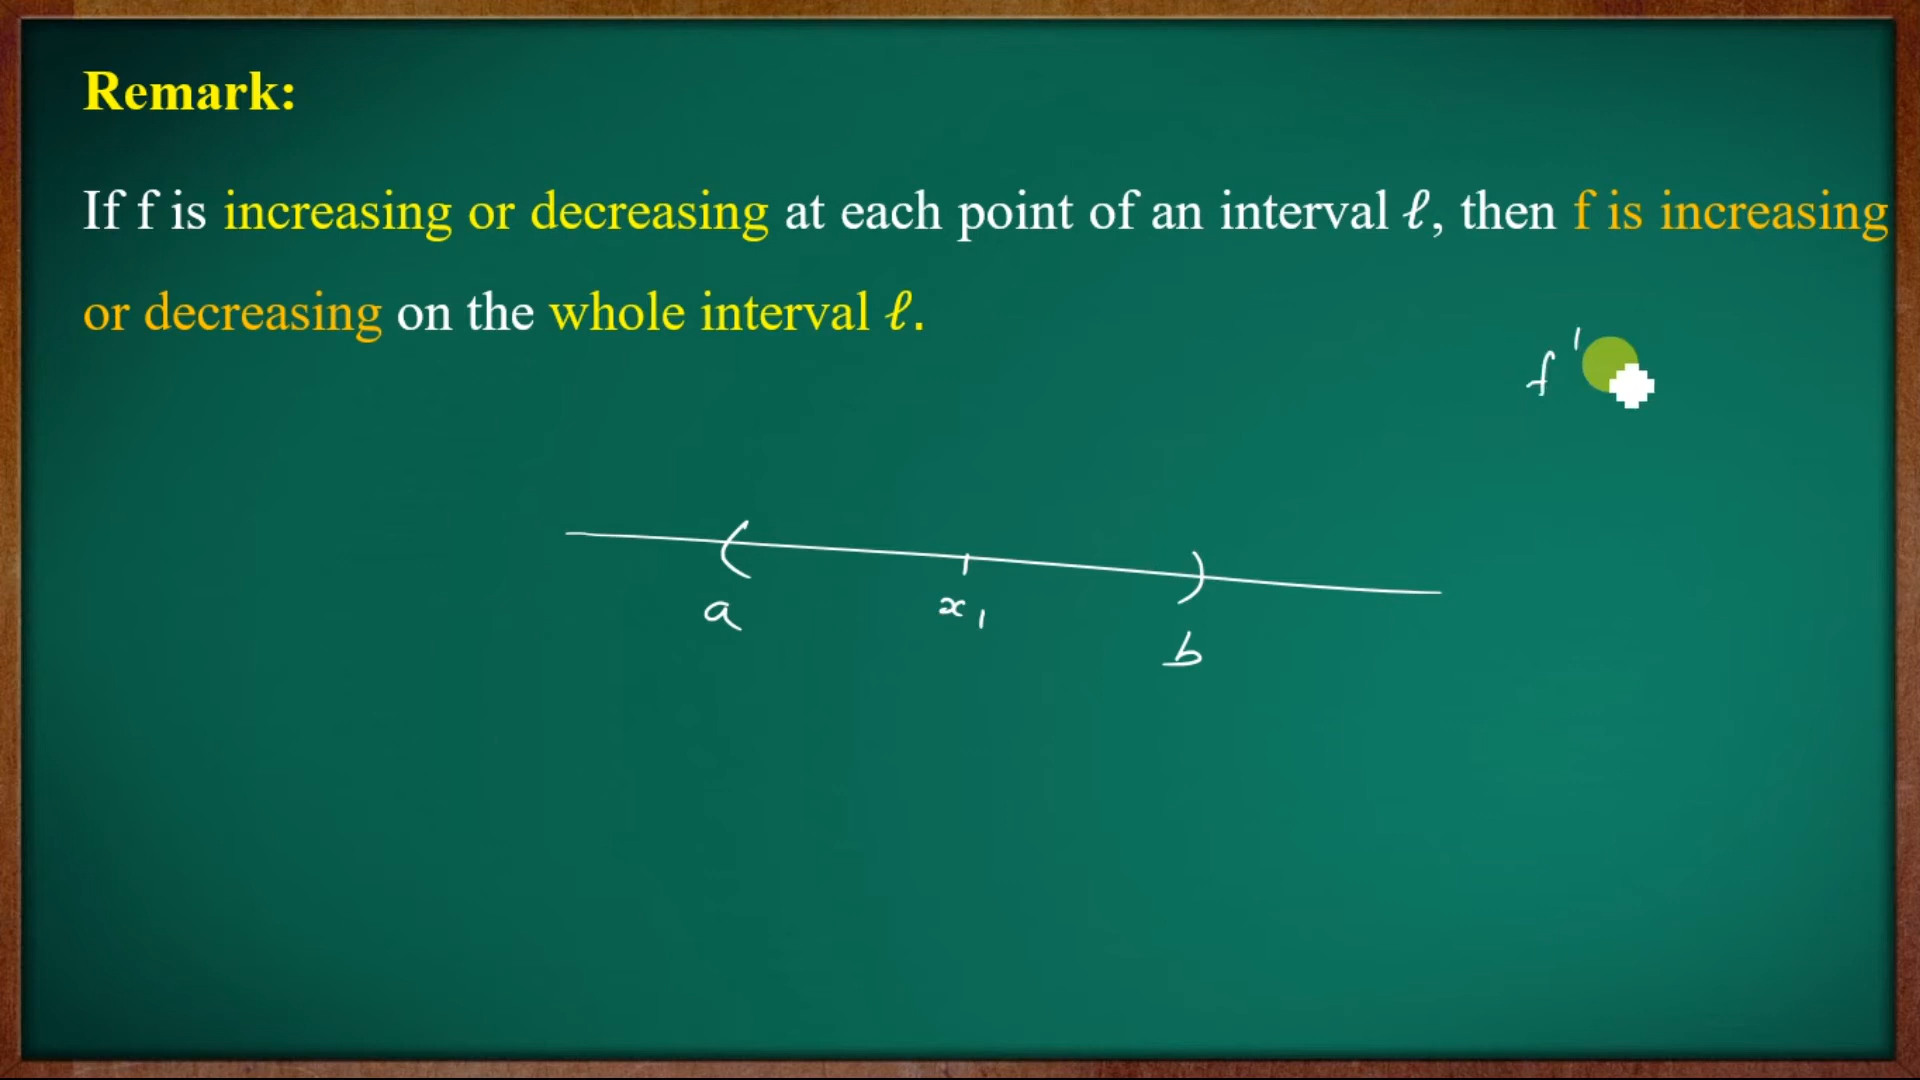 Remark:
If f is increasing or decreasing at each point of an interval ℓ, then f is increasing
or decreasing on the whole interval ℓ.
f '
a x₁ b